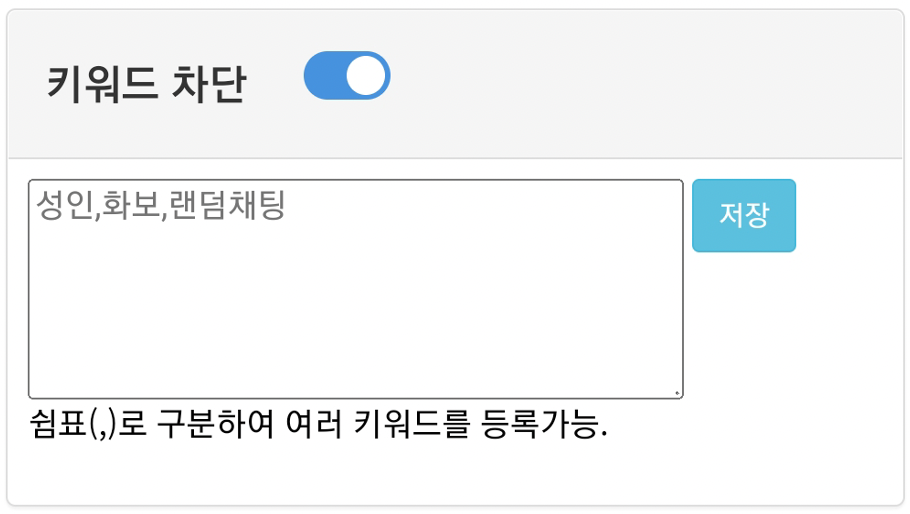 키워드 차단
성인,화보,랜덤채팅
저장
쉼표(,)로 구분하여 여러 키워드를 등록가능.